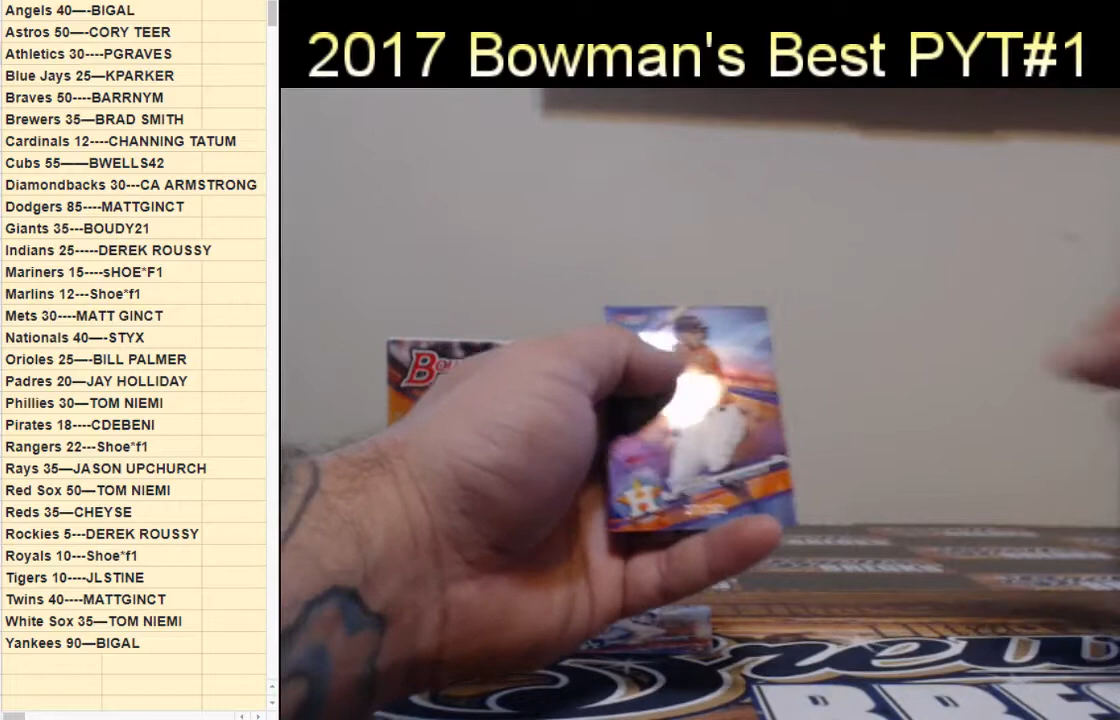 Angels 40—-BIGAL
Astros 50—-CORY TEER
Athletics 30----PGRAVES
Blue Jays 25—KPARKER
Braves 50----BARRNYM
Brewers 35—BRAD SMITH
Cardinals 12----CHANNING TATUM
Cubs 55——BWELLS42
Diamondbacks 30---CA ARMSTRONG
Dodgers 85----MATTGINCT
Giants 35---BOUDY21
Indians 25-----DEREK ROUSSY
Mariners 15----sHOE*F1
Marlins 12---Shoe*f1
Mets 30----MATT GINCT
Nationals 40—-STYX
Orioles 25—-BILL PALMER
Padres 20—JAY HOLLIDAY
Phillies 30—TOM NIEMI
Pirates 18----CDEBENI
Rangers 22---Shoe*f1
Rays 35—JASON UPCHURCH
Red Sox 50—TOM NIEMI
Reds 35—CHEYSE
Rockies 5---DEREK ROUSSY
Royals 10---Shoe*f1
Tigers 10----JLSTINE
Twins 40----MATTGINCT
White Sox 35—TOM NIEMI
Yankees 90—BIGAL
2017 Bowman's Best PYT#1
H